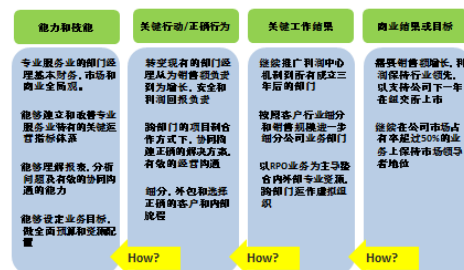 能力和技能
专业服务业的部门经
理基本财务，市场和
商业全局观。
能够建立和改善专业
服务业特有的关键运
营指标体系
能够理解报表，分析
问题及有效的协同沟
通的能力
能够设定业务目标，
做全面预算和资源配
置
关键行动/正确行为
转变现有的部门经
理从为销售额负责
到为增长，安全和
利润回报负责
跨部门的项目制合
作方式下，协同构
建正确的解决方案，
有效的经营沟通
细分，外包和选择
正确的客户和内部
流程
关键工作结果
继续推广利润中心
机制到所有成立三
年后的部门
按照客户行业细分
和销售规模进一步
细分公司业务部门
以RPO业务为主导整
合内外部专业资源，
跨部门运作虚拟组
织
商业结果或目标
需要销售额增长，利
润保持行业领先，
以支持公司下一年
在纽交所上市
继续在公司市场占
有率超过50%的业
务上保持市场领导
者地位
How?
How?
How?